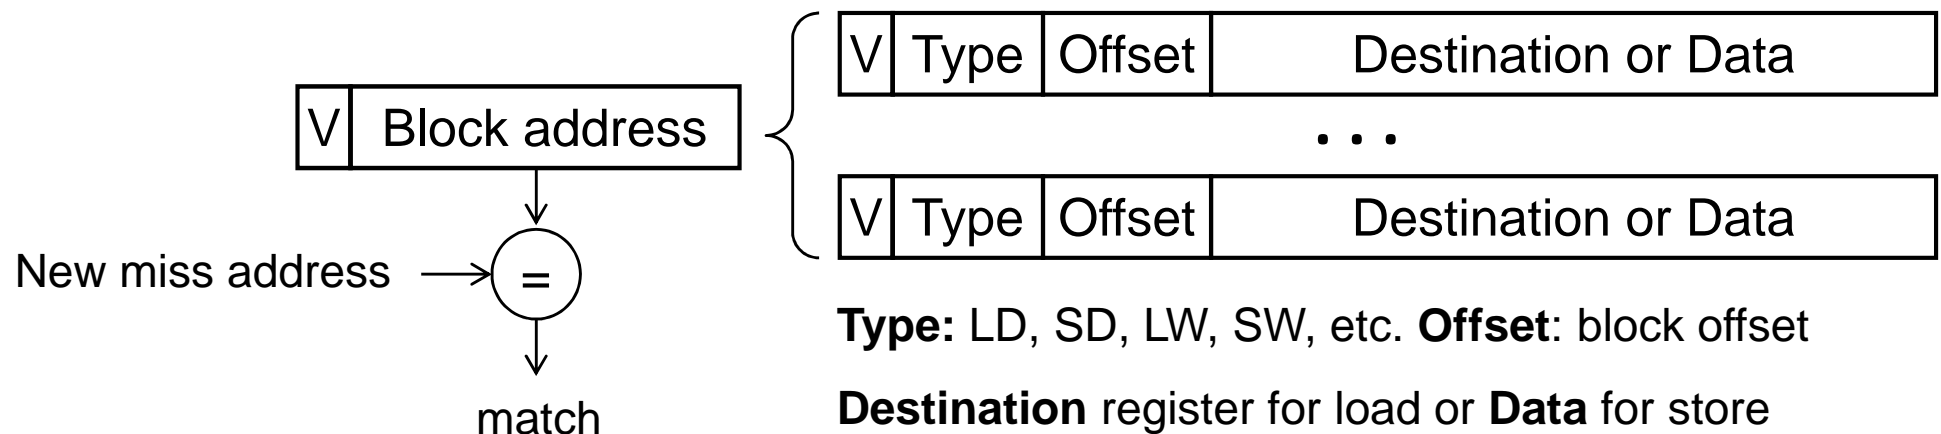 V Type Offset Destination or Data
V Block address
. . .
V Type Offset Destination or Data
New miss address
=
Type: LD, SD, LW, SW, etc. Offset: block offset
match
Destination register for load or Data for store